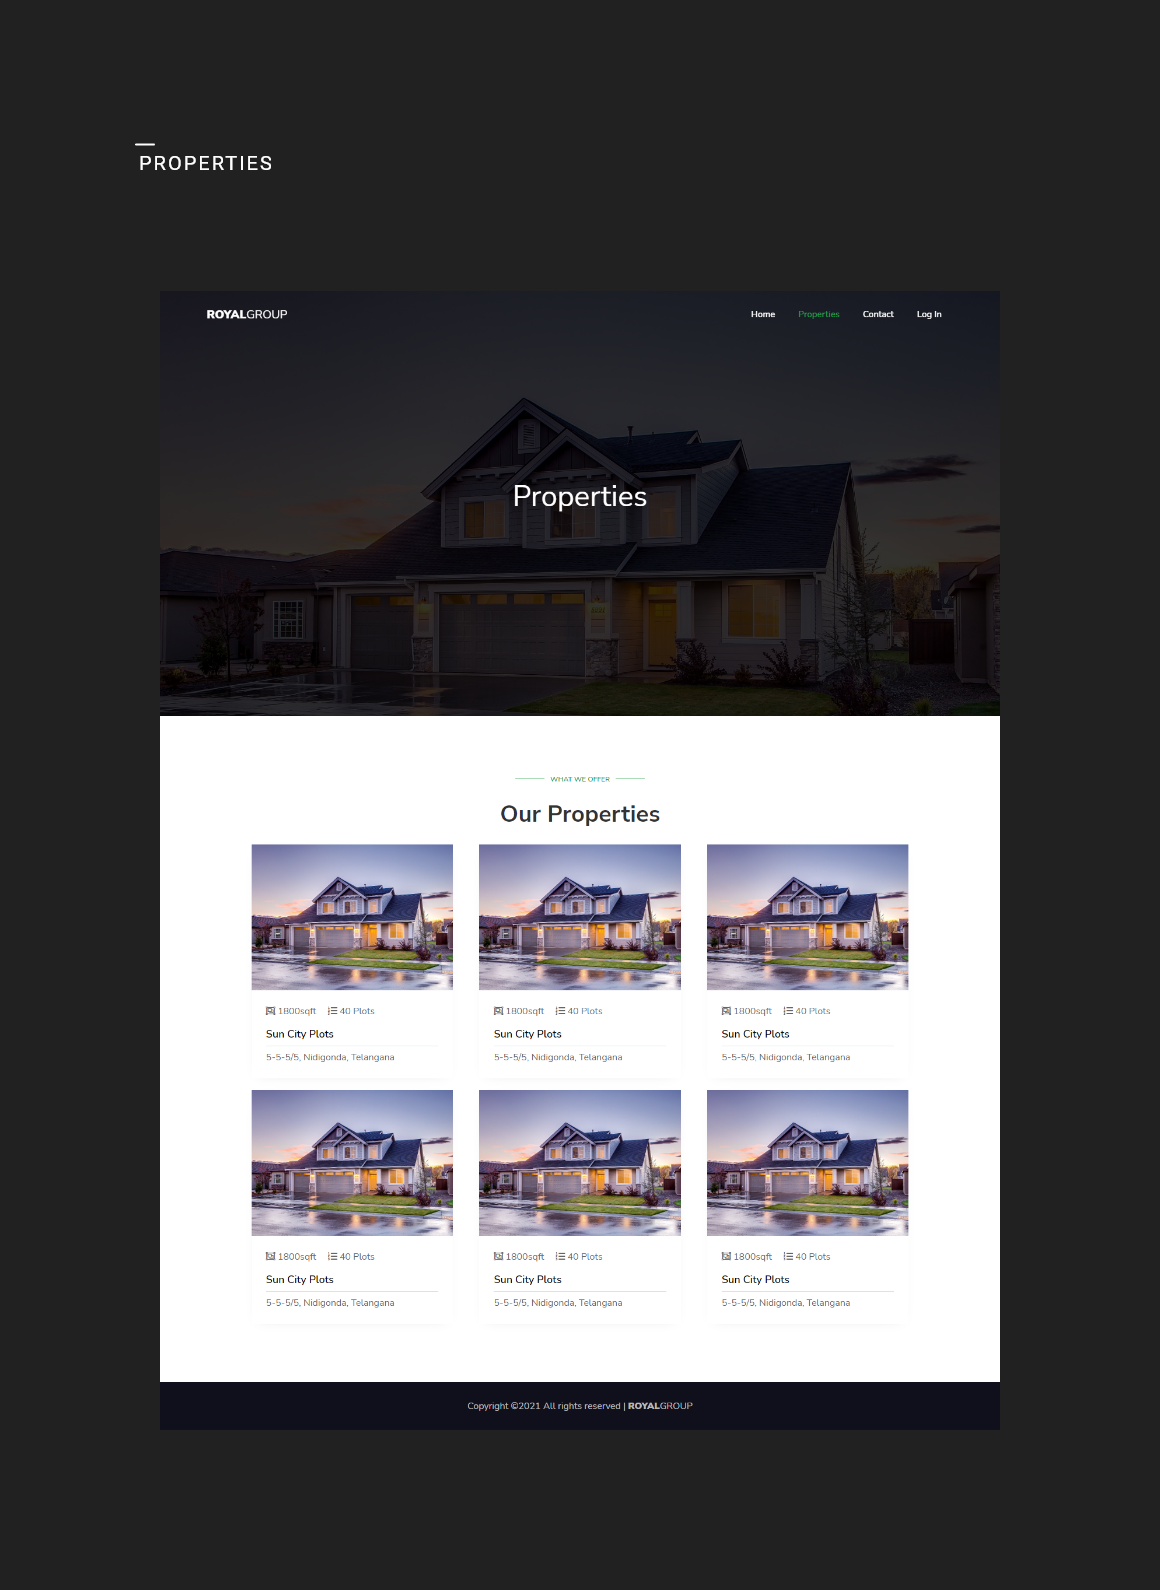 PROPERTIES
ROYALGROUP Home Properties Contact Log In
Properties
WHAT WE OFFER
Our Properties
1800sqft 40 Plots
Sun City Plots
5-5-5/5, Nidigonda, Telangana
1800sqft 40 Plots
Sun City Plots
5-5-5/5, Nidigonda, Telangana
1800sqft 40 Plots
Sun City Plots
5-5-5/5, Nidigonda, Telangana
1800sqft 40 Plots
Sun City Plots
5-5-5/5, Nidigonda, Telangana
1800sqft 40 Plots
Sun City Plots
5-5-5/5, Nidigonda, Telangana
1800sqft 40 Plots
Sun City Plots
5-5-5/5, Nidigonda, Telangana
Copyright ©2021 All rights reserved | ROYALGROUP